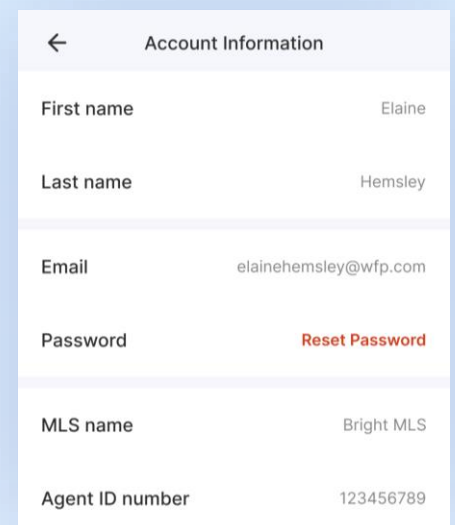 Account Information
First name Elaine
Last name Hemsley
Email elainehemsley@wfp.com
Password Reset Password
MLS name Bright MLS
Agent ID number 123456789